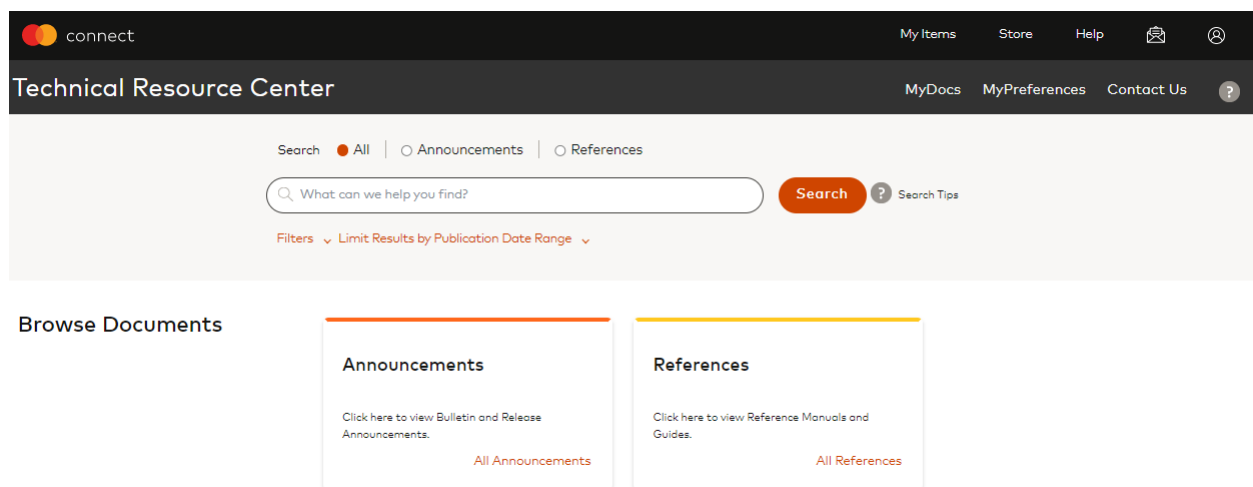 connect
My Items Store Help
Technical Resource Center
MyDocs MyPreferences Contact Us ?
Search All Announcements References
What can we help you find?
Search ? Search Tips
Filters Limit Results by Publication Date Range
Browse Documents
Announcements
Click here to view Bulletin and Release
Announcements.
All Announcements
References
Click here to view Reference Manuals and
Guides.
All References